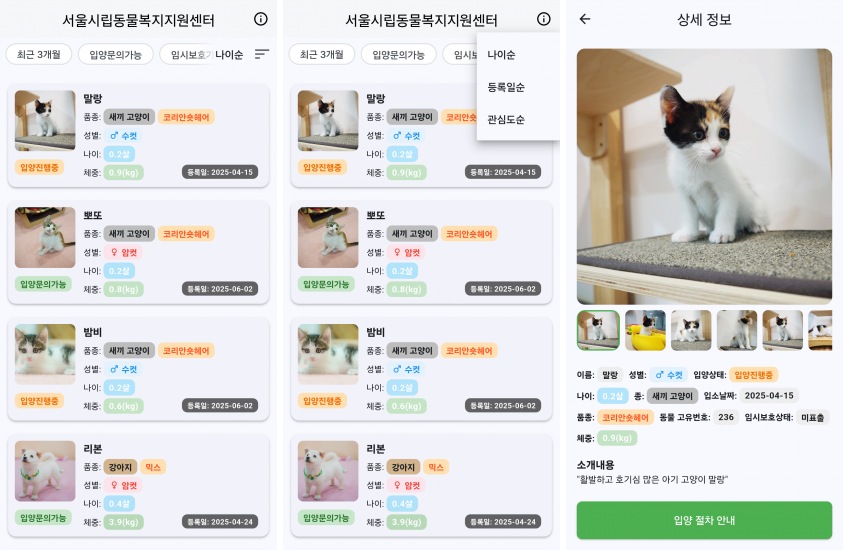 서울시립동물복지지원센터
최근 3개월 입양문의가능 임시보호기 나이순
말랑
품종: 새끼 고양이 코리안숏헤어
성별: ♂ 수컷
나이: 0.2살
체중: 0.9(kg)
입양진행중
등록일: 2025-04-15
뽀또
품종: 새끼 고양이 코리안숏헤어
성별: ♀ 암컷
나이: 0.2살
체중: 0.8(kg)
입양문의가능
등록일: 2025-06-02
밤비
품종: 새끼 고양이 코리안숏헤어
성별: ♂ 수컷
나이: 0.2살
체중: 0.6(kg)
입양진행중
등록일: 2025-06-02
리본
품종: 강아지 믹스
성별: ♀ 암컷
나이: 0.4살
체중: 3.9(kg)
입양문의가능
등록일: 2025-04-24
서울시립동물복지지원센터
최근 3개월 입양문의가능 임시
나이순
등록일순
관심도순
말랑
품종: 새끼 고양이 코리안숏헤어
성별: ♂ 수컷
나이: 0.2살
체중: 0.9(kg)
입양진행중
등록일: 2025-04-15
뽀또
품종: 새끼 고양이 코리안숏헤어
성별: ♀ 암컷
나이: 0.2살
체중: 0.8(kg)
입양문의가능
등록일: 2025-06-02
밤비
품종: 새끼 고양이 코리안숏헤어
성별: ♂ 수컷
나이: 0.2살
체중: 0.6(kg)
입양진행중
등록일: 2025-06-02
리본
품종: 강아지 믹스
성별: ♀ 암컷
나이: 0.4살
체중: 3.9(kg)
입양문의가능
등록일: 2025-04-24
상세 정보
이름: 말랑 성별: ♂ 수컷 입양상태: 입양진행중
나이: 0.2살 종: 새끼 고양이 입소날짜: 2025-04-15
품종: 코리안숏헤어 동물 고유번호: 236 임시보호상태: 미표출
체중: 0.9(kg)
소개내용
"활발하고 호기심 많은 아기 고양이 말랑"
입양 절차 안내